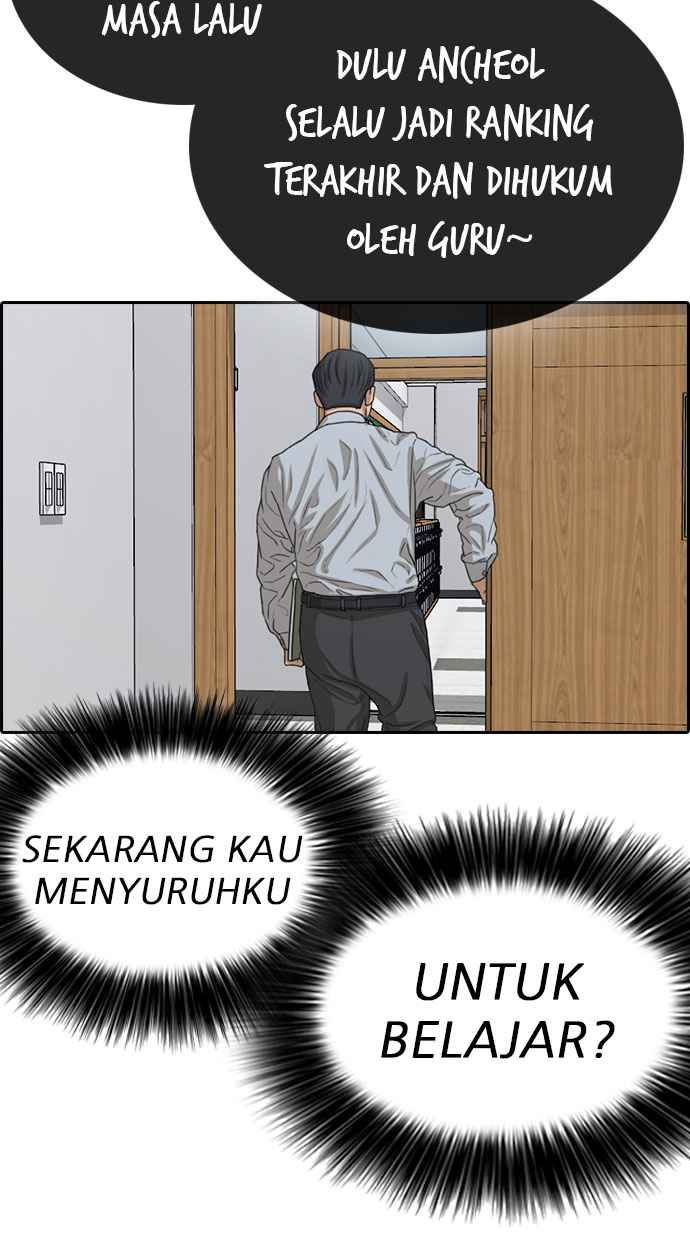 MASA LALU
DULU ANCHEOL
SELALU JADI RANKING
TERAKHIR DAN DIHUKUM
OLEH GURU~
SEKARANG KAU
MENYURUHKU
UNTUK
BELAJAR?